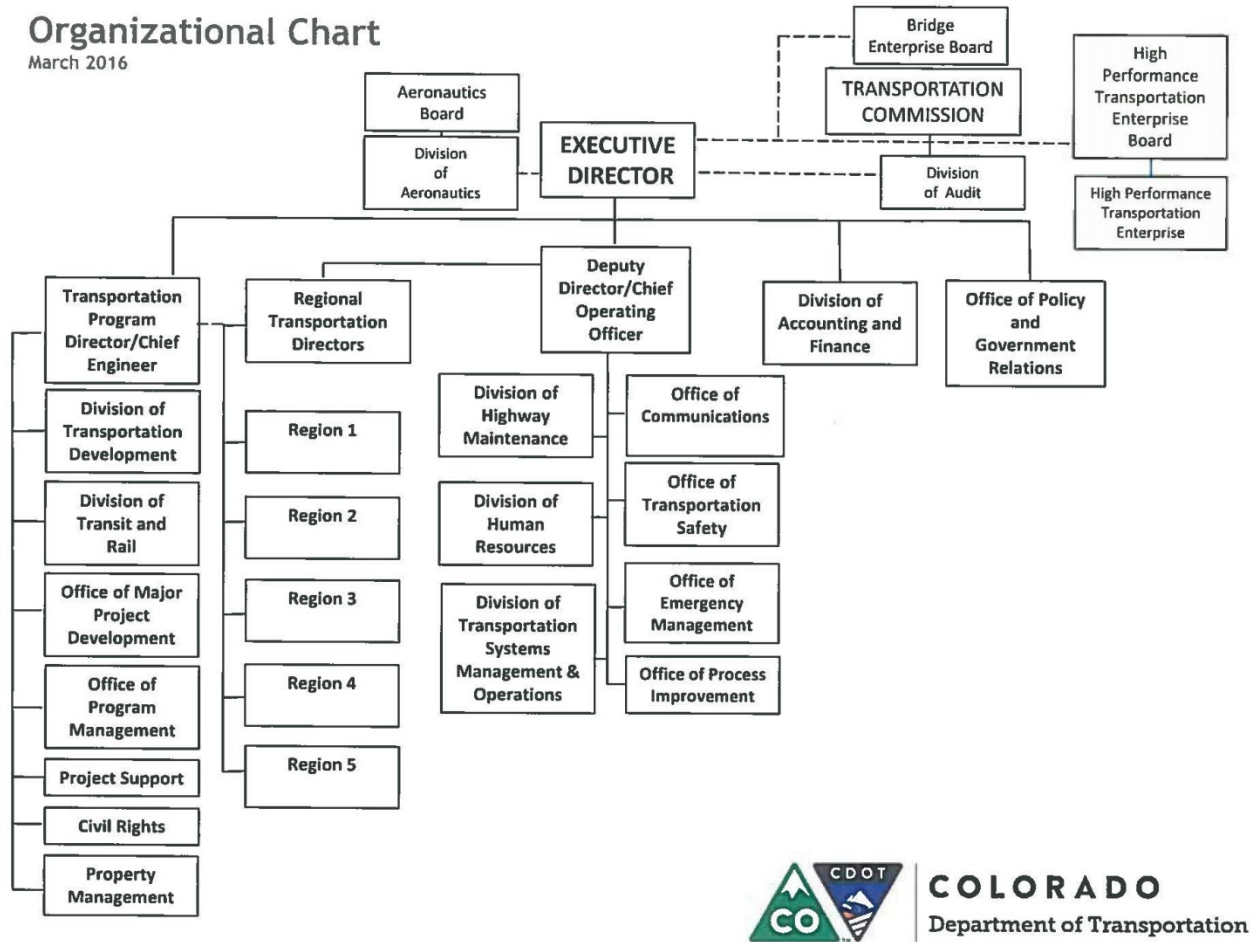 Organizational Chart
March 2016
Bridge
Enterprise Board
High
Performance
Transportation
Enterprise
Board
Aeronautics
Board
TRANSPORTATION
COMMISSION
EXECUTIVE
DIRECTOR
Division
of
Aeronautics
Division
of Audit
High Performance
Transportation
Enterprise
Transportation
Program
Director/Chief
Engineer
Regional
Transportation
Directors
Deputy
Director/Chief
Operating
Officer
Division of
Accounting and
Finance
Office of Policy
and
Government
Relations
Division of
Transportation
Development
Division of
Transit and
Rail
Office of Major
Project
Development
Office of
Program
Management
Project Support
Civil Rights
Property
Management
Region 1
Region 2
Region 3
Region 4
Region 5
Division of
Highway
Maintenance
Division of
Human
Resources
Division of
Transportation
Systems
Management &
Operations
Office of
Communications
Office of
Transportation
Safety
Office of
Emergency
Management
Office of Process
Improvement
CO
CDOT
TM
COLORADO
Department of Transportation